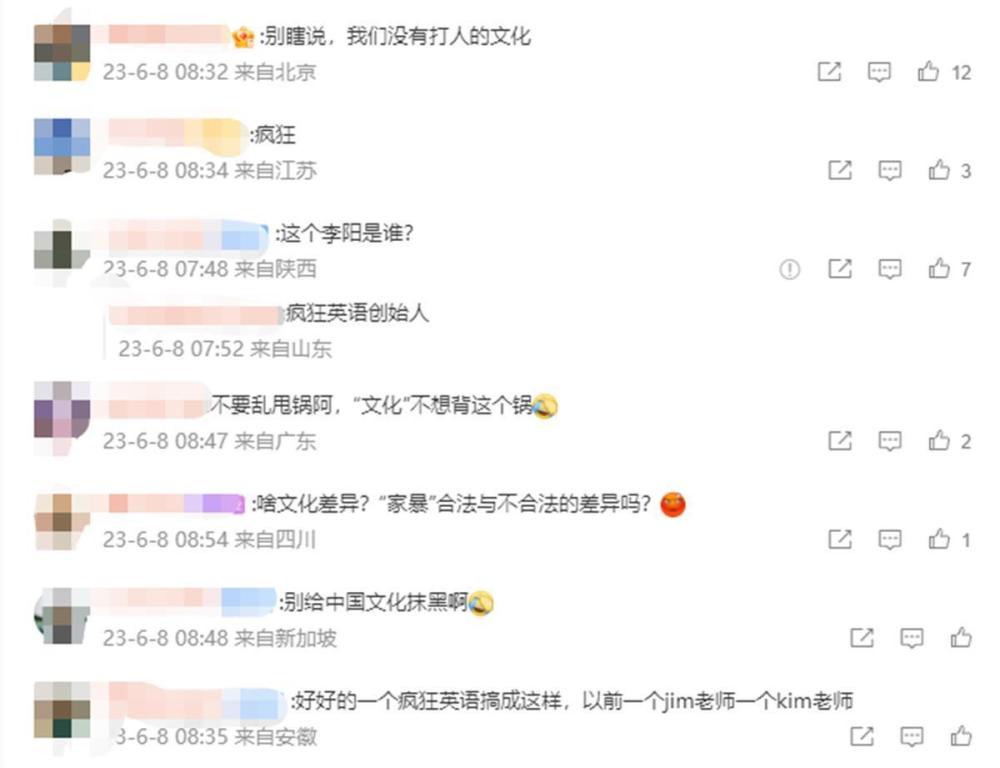 :别瞎说，我们没有打人的文化
23-6-8 08:32 来自北京
12
:疯狂
23-6-8 08:34 来自江苏
3
:这个李阳是谁？
23-6-8 07:48 来自陕西
7
疯狂英语创始人
23-6-8 07:52 来自山东
不要乱甩锅阿，“文化”不想背这个锅
23-6-8 08:47 来自广东
2
:啥文化差异？“家暴”合法与不合法的差异吗？
23-6-8 08:54 来自四川
1
:别给中国文化抹黑啊
23-6-8 08:48 来自新加坡
:好好的一个疯狂英语搞成这样，以前一个jim老师一个kim老师
3-6-8 08:35 来自安徽